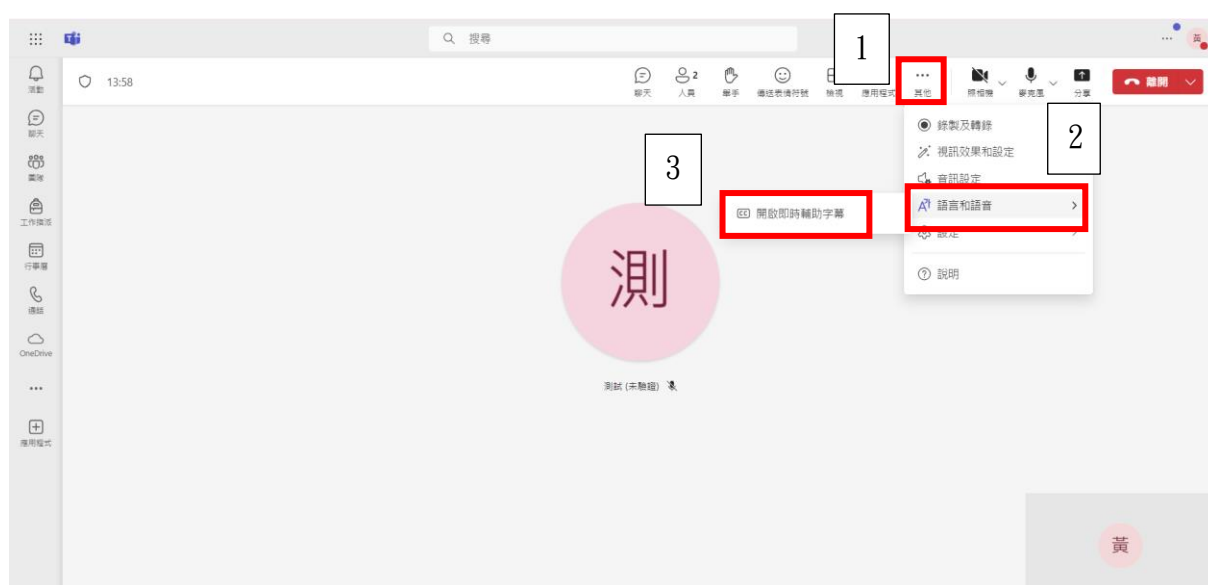 搜尋
黃
13:58
1
2
聊天
人員
舉手
傳送表情符號
檢視
應用程式
其他
照相機
麥克風
分享
離開
活動
聊天
團隊
工作指派
行事曆
通話
OneDrive
應用程式
錄製及轉錄
2
視訊效果和設定
音訊設定
語言和語音
設定
說明
3
開啟即時輔助字幕
測
測試 (未驗證)
黃